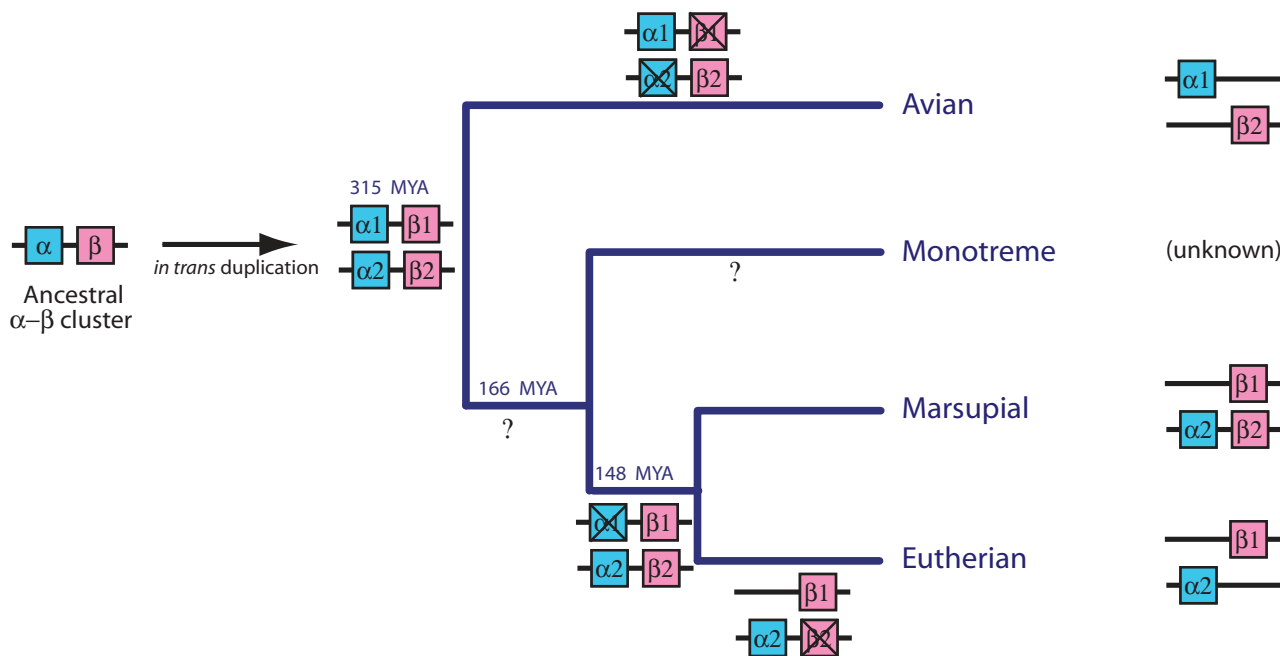 α1 β1
α2 β2
Avian
α1
β2
315 MYA
α1 β1
α2 β2
α β
in trans duplication
Ancestral
α–β cluster
Monotreme
(unknown)
?
166 MYA
?
Marsupial
β1
α2 β2
148 MYA
α1 β1
α2 β2
Eutherian
β1
α2
β1
α2 β2